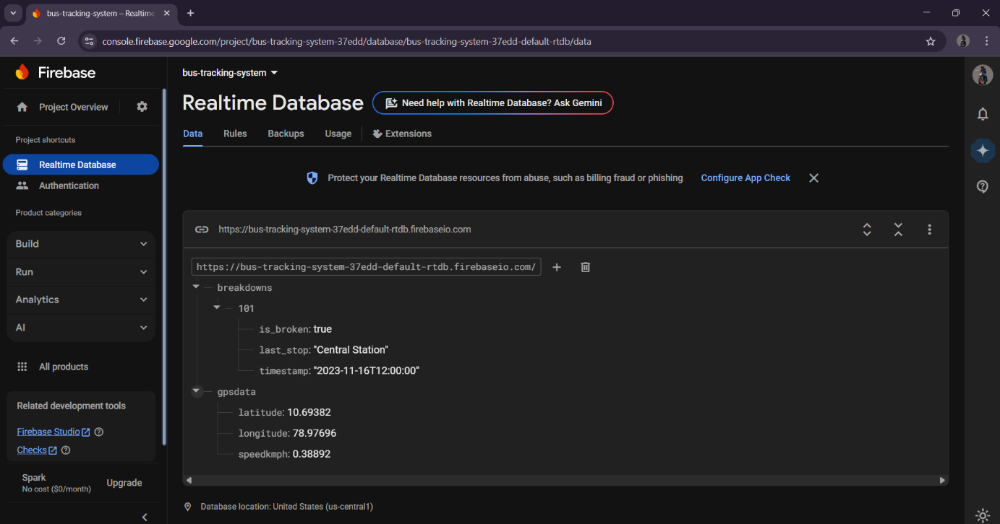 bus-tracking-system – Realtime
console.firebase.google.com/project/bus-tracking-system-37edd/database/bus-tracking-system-37edd-default-rtdb/data
Firebase
Project Overview
Project shortcuts
Realtime Database
Authentication
Product categories
Build
Run
Analytics
AI
All products
Related development tools
Firebase Studio
Checks
Spark
No cost ($0/month)
Upgrade
bus-tracking-system
Realtime Database
Need help with Realtime Database? Ask Gemini
Data Rules Backups Usage Extensions
Protect your Realtime Database resources from abuse, such as billing fraud or phishing Configure App Check
https://bus-tracking-system-37edd-default-rtdb.firebaseio.com
https://bus-tracking-system-37edd-default-rtdb.firebaseio.com/
breakdowns
101
is_broken: true
last_stop: "Central Station"
timestamp: "2023-11-16T12:00:00"
gpsdata
latitude: 10.69382
longitude: 78.97696
speedkmph: 0.38892
Database location: United States (us-central1)